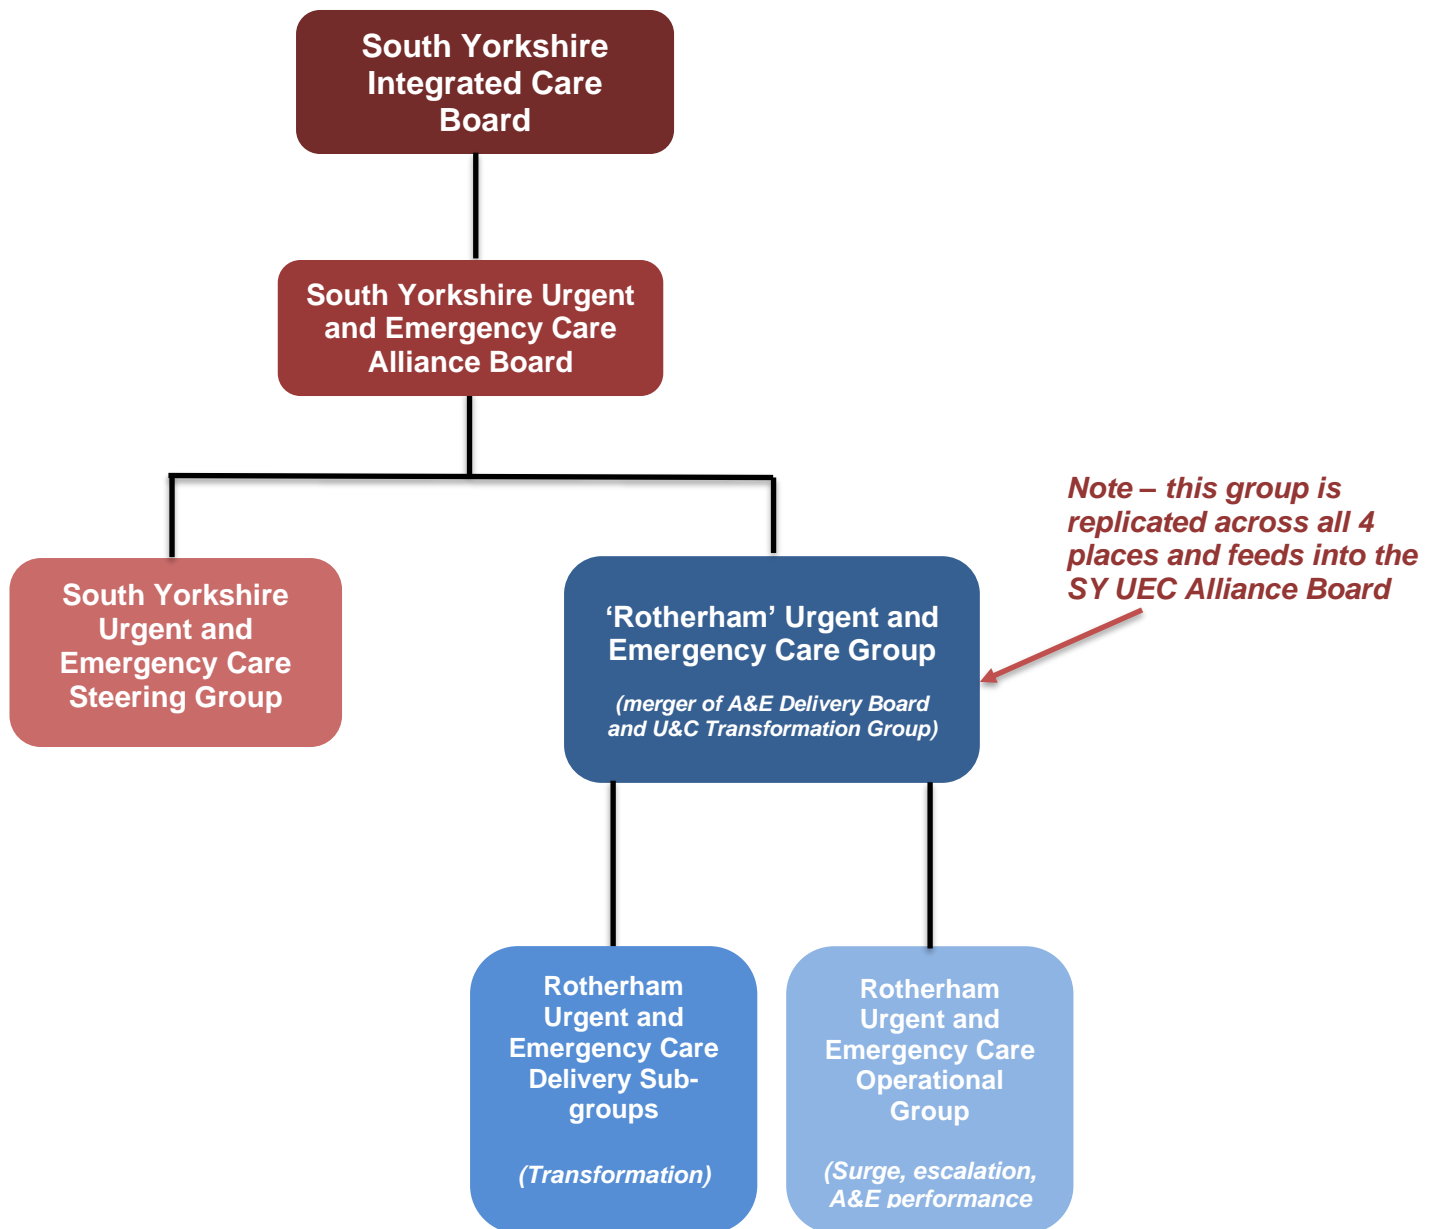 South Yorkshire
Integrated Care
Board
South Yorkshire Urgent
and Emergency Care
Alliance Board
Note – this group is
replicated across all 4
places and feeds into the
SY UEC Alliance Board
South Yorkshire
Urgent and
Emergency Care
Steering Group
‘Rotherham’ Urgent and
Emergency Care Group
(merger of A&E Delivery Board
and U&C Transformation Group)
Rotherham
Urgent and
Emergency Care
Delivery Sub-
groups
(Transformation)
Rotherham
Urgent and
Emergency Care
Operational
Group
(Surge, escalation,
A&E performance